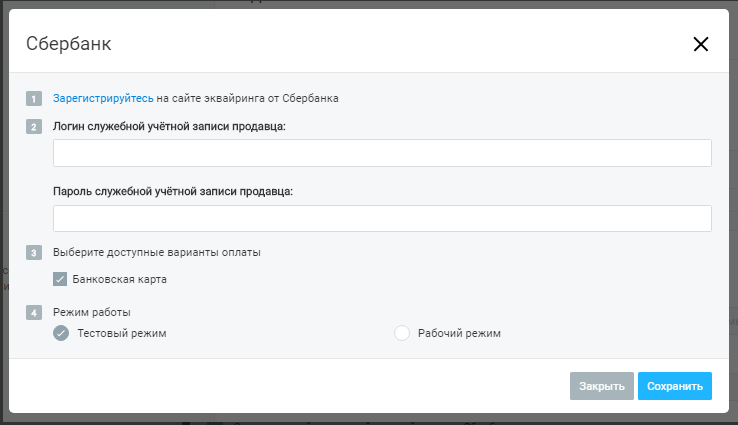 Сбербанк
1 Зарегистрируйтесь на сайте эквайринга от Сбербанка
2 Логин служебной учётной записи продавца:
Пароль служебной учётной записи продавца:
3 Выберите доступные варианты оплаты
Банковская карта
4 Режим работы
Тестовый режим Рабочий режим
Закрыть Сохранить